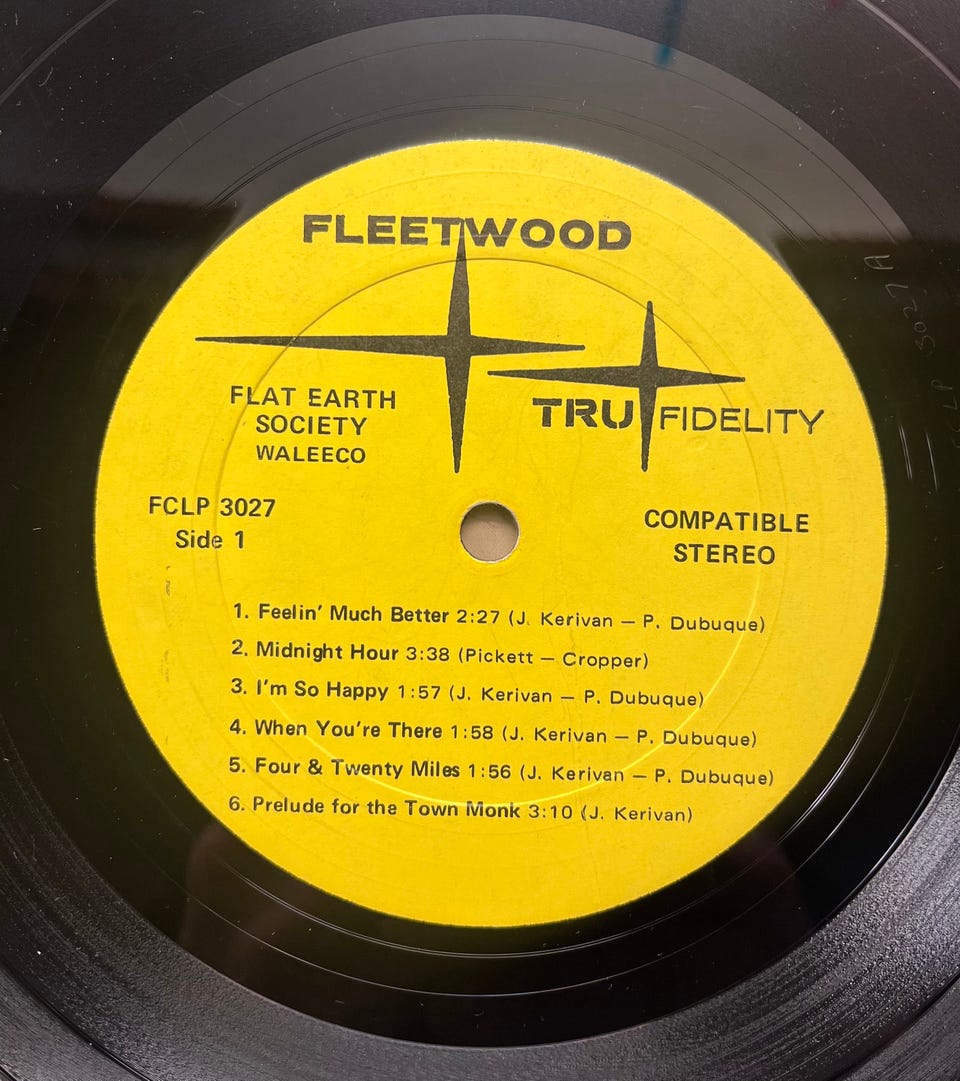 FLEETWOOD
TRU FIDELITY
FLAT EARTH
SOCIETY
WALEECO
FCLP 3027
Side 1
COMPATIBLE
STEREO
1. Feelin' Much Better 2:27 (J. Kerivan — P. Dubuque)
2. Midnight Hour 3:38 (Pickett — Cropper)
3. I'm So Happy 1:57 (J. Kerivan — P. Dubuque)
4. When You're There 1:58 (J. Kerivan — P. Dubuque)
5. Four & Twenty Miles 1:56 (J. Kerivan — P. Dubuque)
6. Prelude for the Town Monk 3:10 (J. Kerivan)
3027 A